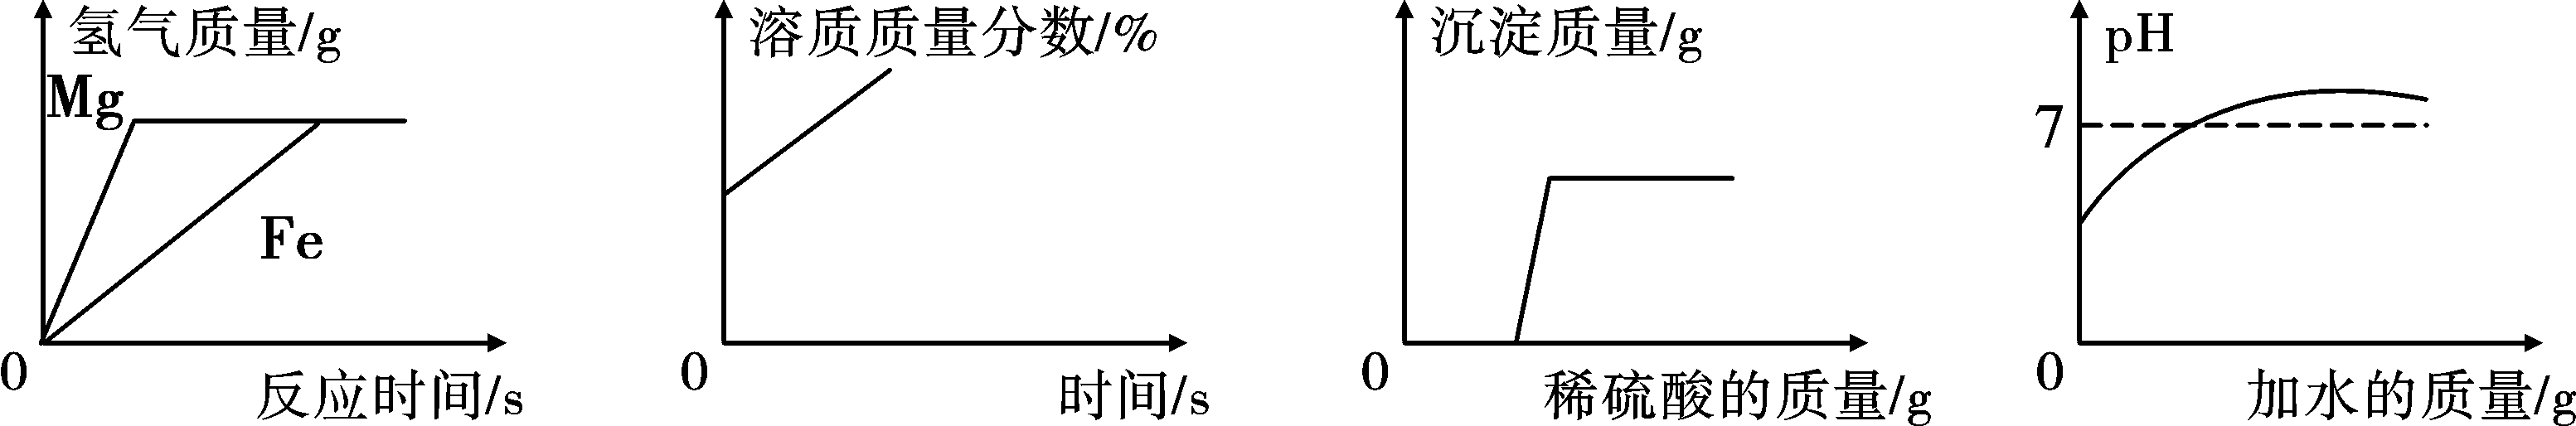 氢气质量/g
Mg
Fe
0
反应时间/s
溶质质量分数/%
0
时间/s
沉淀质量/g
0
稀硫酸的质量/g
pH
7
0
加水的质量/g